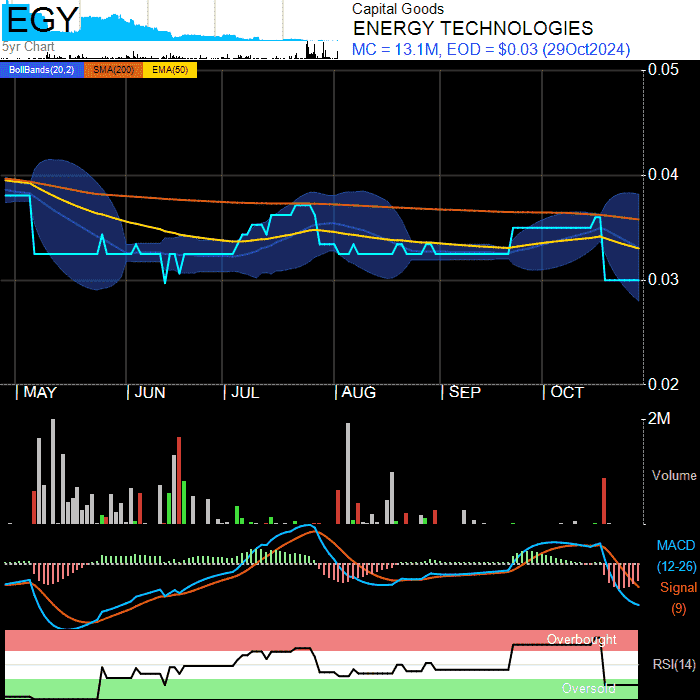 EGY
5yr Chart
Capital Goods
ENERGY TECHNOLOGIES
MC = 13.1M, EOD = $0.03 (29Oct2024)
BollBands(20,2) SMA(200) EMA(50)
0.05
0.04
0.03
0.02
| MAY | JUN | JUL | AUG | SEP | OCT
2M
Volume
MACD
(12-26)
Signal
(9)
Overbought
RSI(14)
Oversold